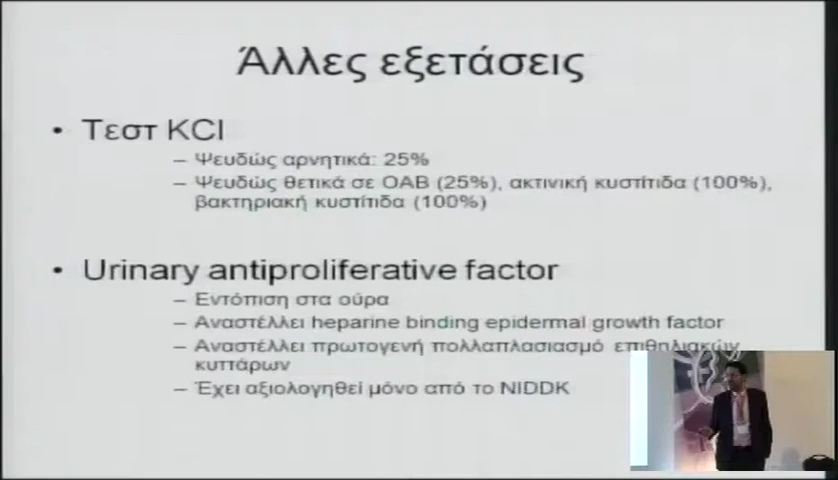 Άλλες εξετάσεις
• Τεστ KCl
– Ψευδώς αρνητικά: 25%
– Ψευδώς θετικά σε OAB (25%), ακτινική κυστίτιδα (100%),
βακτηριακή κυστίτιδα (100%)
• Urinary antiproliferative factor
– Εντόπιση στα ούρα
– Αναστέλλει heparine binding epidermal growth factor
– Αναστέλλει πρωτογενή πολλαπλασιασμό επιθηλιακών
κυττάρων
– Έχει αξιολογηθεί μόνο από το NIDDK